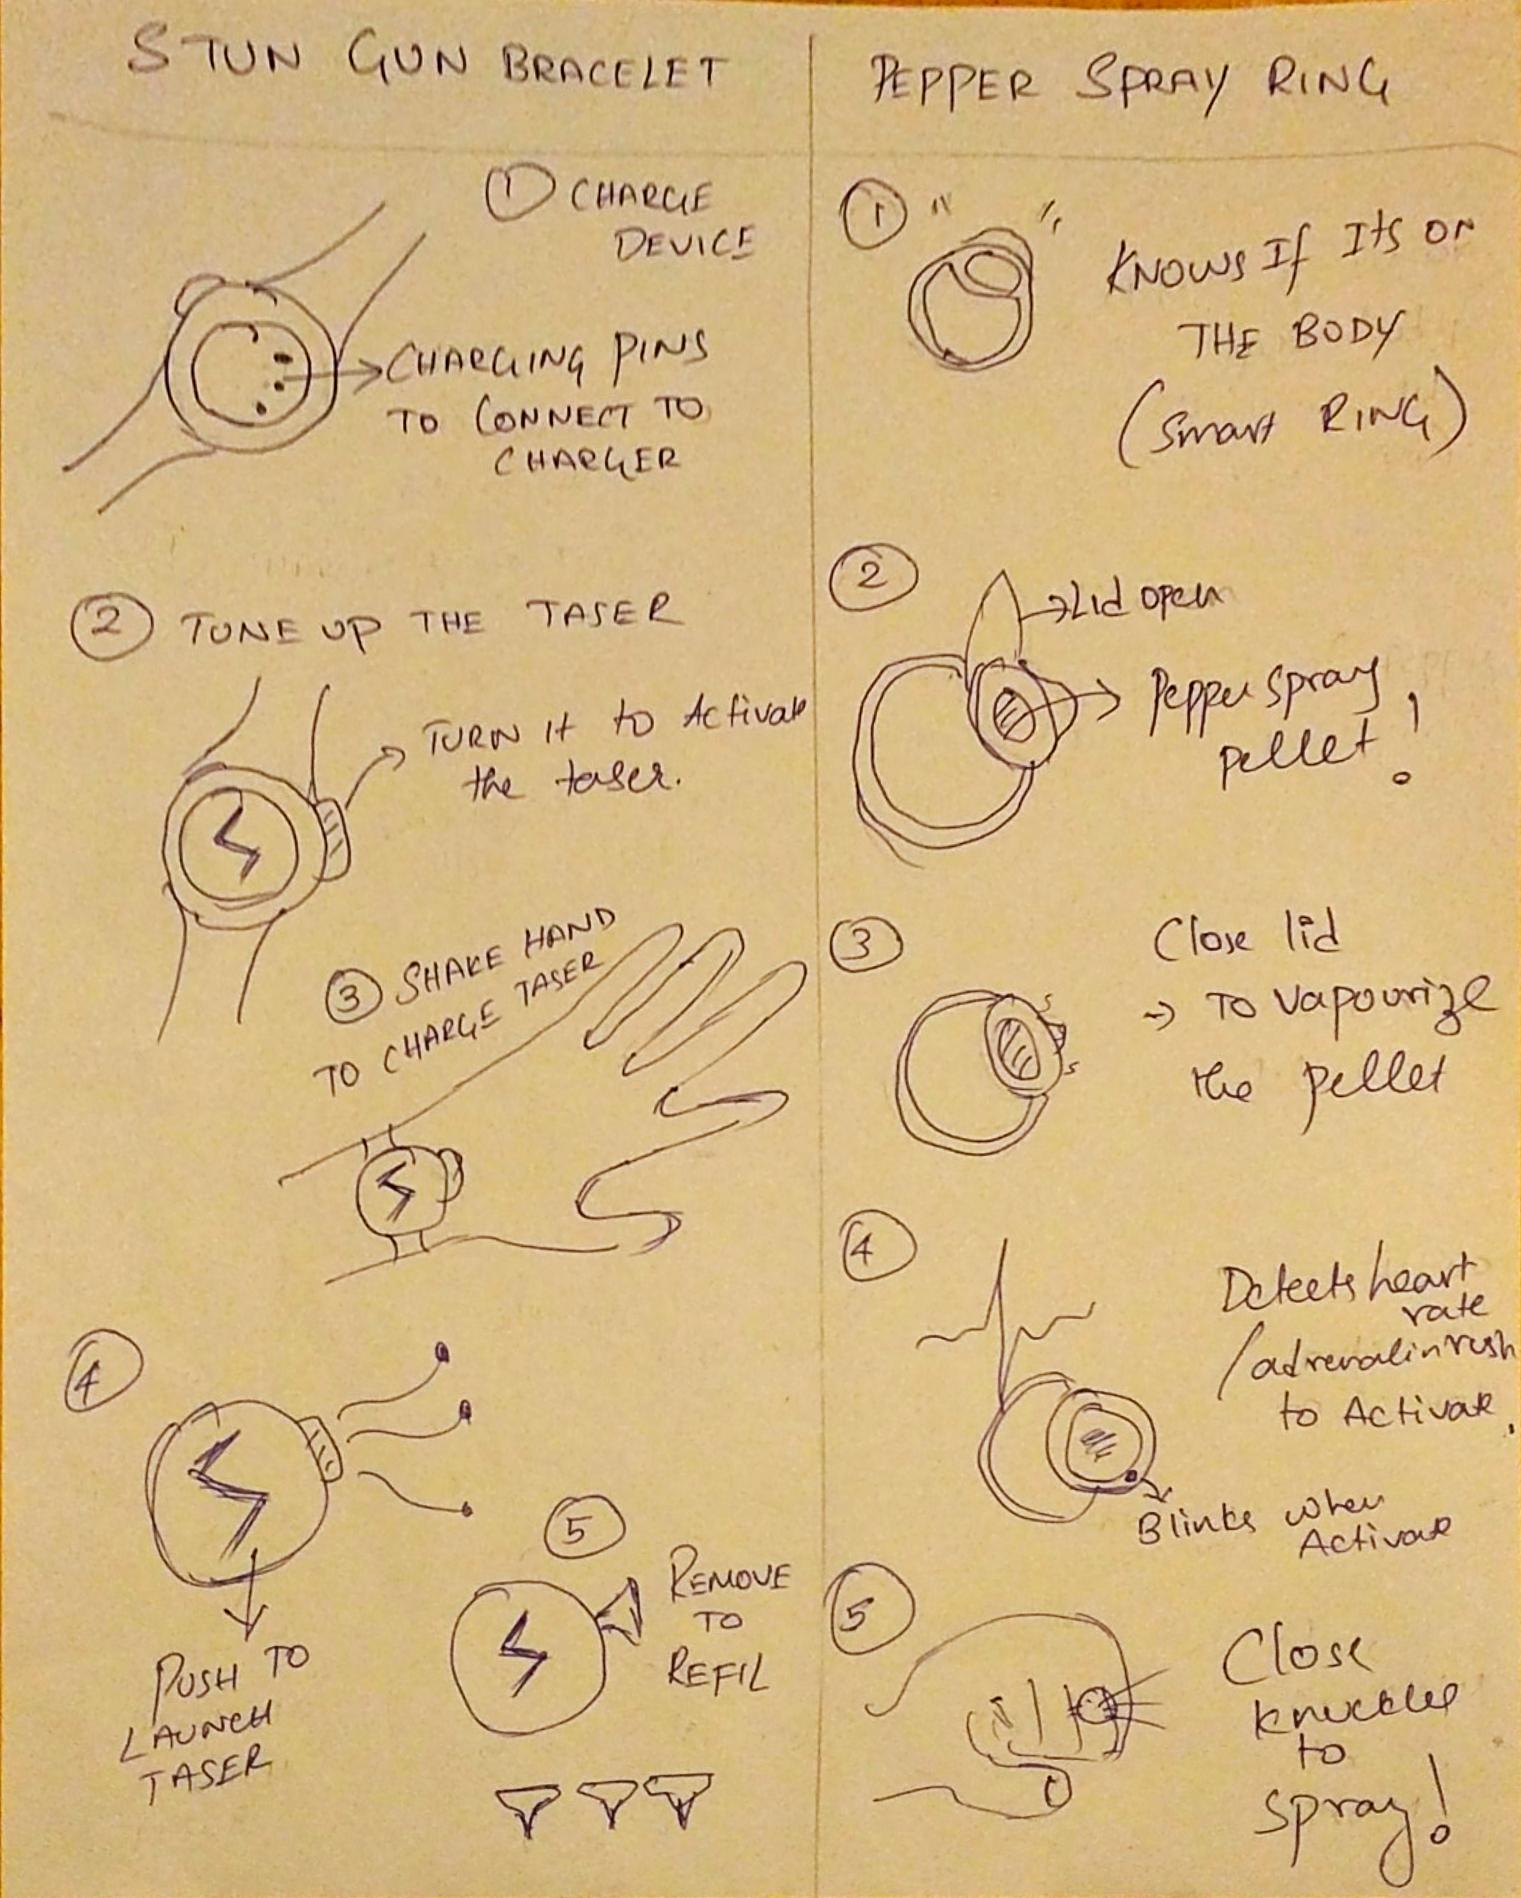 STUN GUN BRACELET
1 CHARGE
DEVICE
CHARGING PINS
TO CONNECT TO
CHARGER
2 TUNE UP THE TASER
TURN it to Activate
the taser.
3 SHAKE HAND
TO CHARGE TASER
4
PUSH TO
LAUNCH
TASER
5
REMOVE
TO
REFIL
PEPPER SPRAY RING
1
KNOWS If Its on
THE BODY
(Smart RING)
2
Lid open
Pepper spray
pellet!
3
Close lid
→ To vapourize
the pellet
4
Detects heart
rate
/adrenalin rush
to Activate.
Blinks when
Activate
5
Close
knuckles
to
spray!